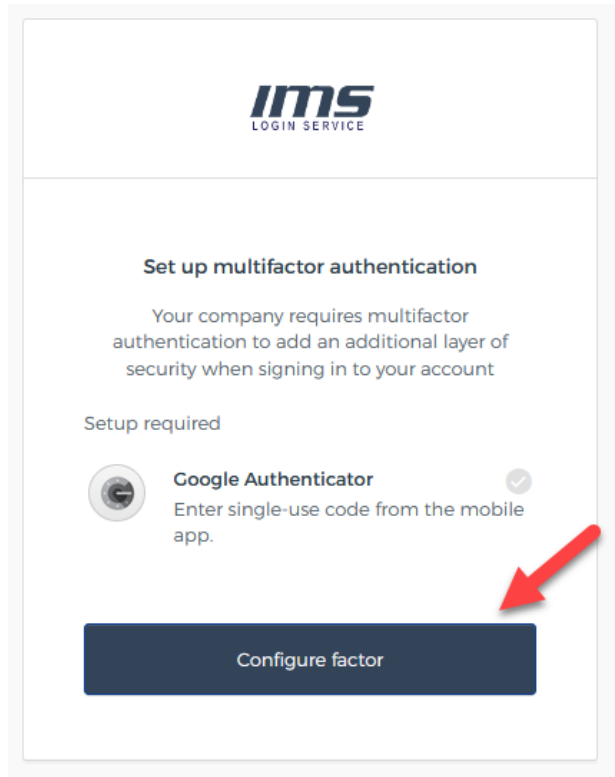 ims
LOGIN SERVICE
Set up multifactor authentication
Your company requires multifactor
authentication to add an additional layer of
security when signing in to your account
Setup required
Google Authenticator
Enter single-use code from the mobile
app.
Configure factor